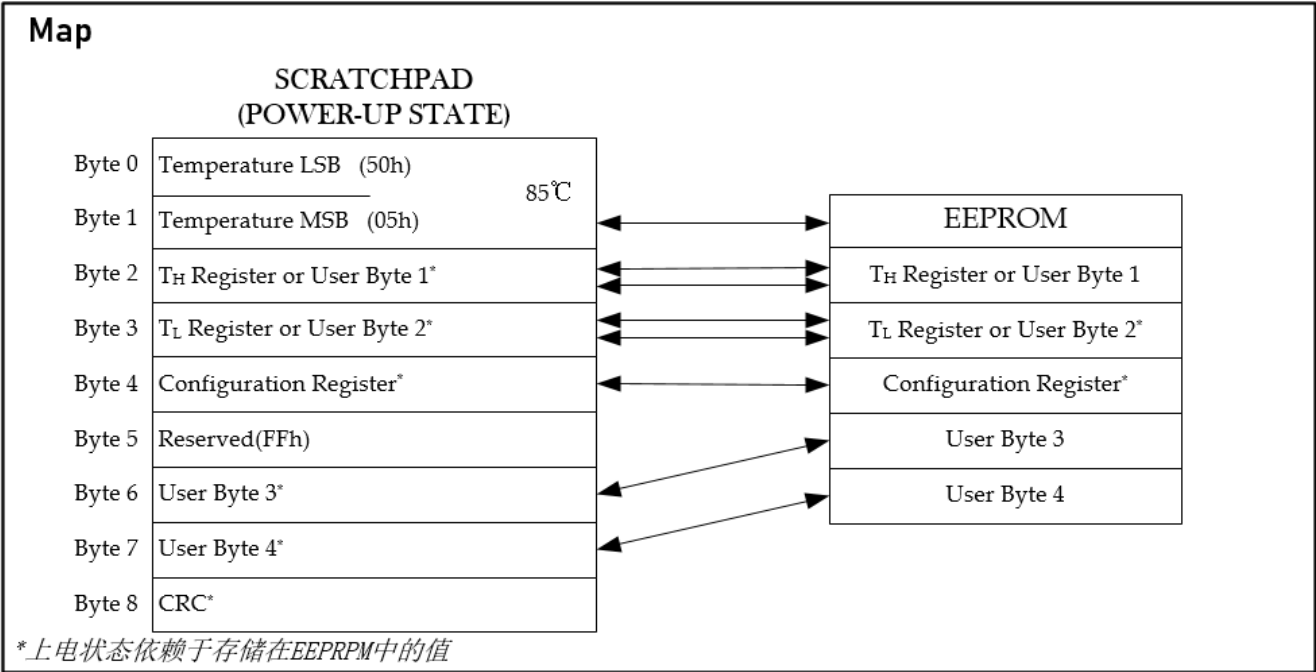 Map
SCRATCHPAD
(POWER-UP STATE)
Byte 0 Temperature LSB (50h)
85℃
Byte 1 Temperature MSB (05h)
EEPROM
Byte 2 TH Register or User Byte 1*
TH Register or User Byte 1
Byte 3 TL Register or User Byte 2*
TL Register or User Byte 2*
Byte 4 Configuration Register*
Configuration Register*
Byte 5 Reserved(FFh)
User Byte 3
Byte 6 User Byte 3*
User Byte 4
Byte 7 User Byte 4*
Byte 8 CRC*
*上电状态依赖于存储在EEPRPM中的值